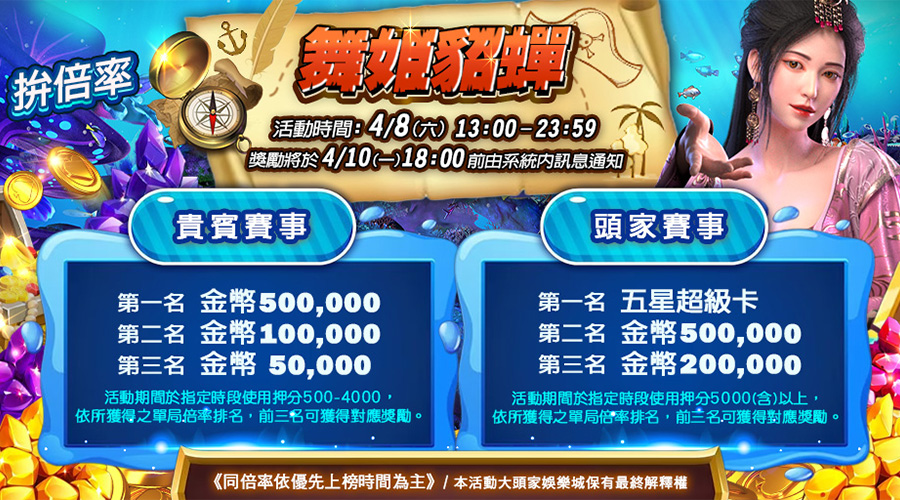 拚倍率
舞姬貂蟬
活動時間：4/8(六) 13:00-23:59
獎勵將於 4/10(一)18:00 前由系統內訊息通知
貴賓賽事
第一名 金幣500,000
第二名 金幣100,000
第三名 金幣 50,000
活動期間於指定時段使用押分500-4000，
依所獲得之單局倍率排名，前三名可獲得對應獎勵。
頭家賽事
第一名 五星超級卡
第二名 金幣500,000
第三名 金幣200,000
活動期間於指定時段使用押分5000(含)以上，
依所獲得之單局倍率排名，前三名可獲得對應獎勵。
《同倍率依優先上榜時間為主》/ 本活動大頭家娛樂城保有最終解釋權